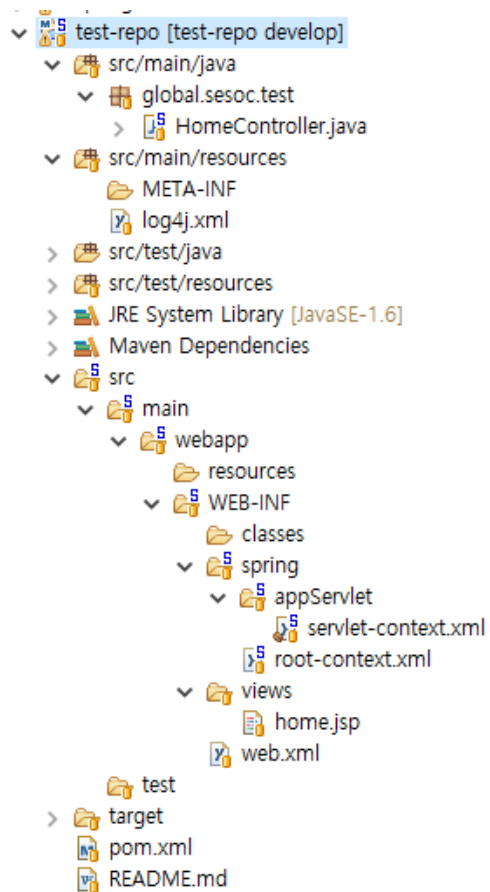 test-repo [test-repo develop]
src/main/java
global.sesoc.test
HomeController.java
src/main/resources
META-INF
log4j.xml
src/test/java
src/test/resources
JRE System Library [JavaSE-1.6]
Maven Dependencies
src
main
webapp
resources
WEB-INF
classes
spring
appServlet
servlet-context.xml
root-context.xml
views
home.jsp
web.xml
test
target
pom.xml
README.md